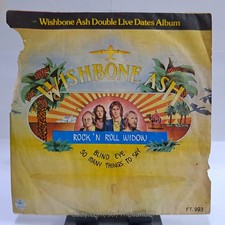 Wishbone Ash Double Live Dates Album
WISHBONE ASH
ROCK 'N ROLL WIDOW
BLIND EYE
SO MANY THINGS TO SAY
FT. 993